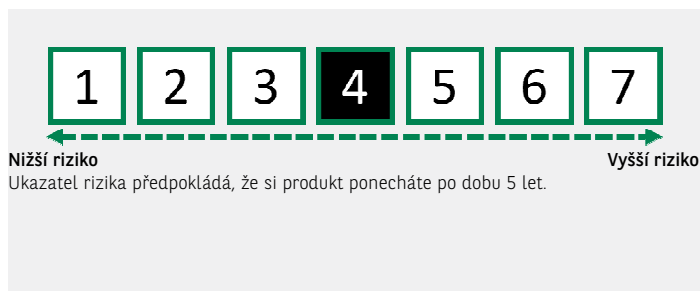 1 2 3 4 5 6 7
Nižší riziko Vyšší riziko
Ukazatel rizika předpokládá, že si produkt ponecháte po dobu 5 let.